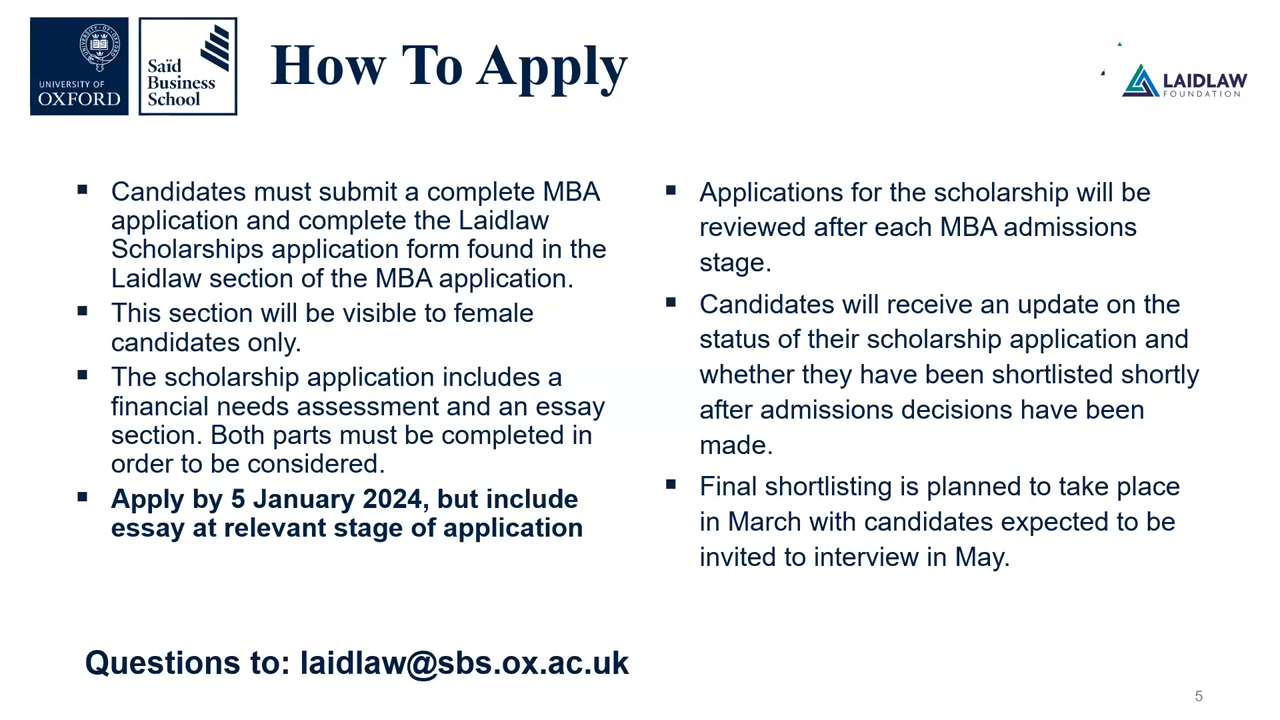 UNIVERSITY OF
OXFORD
Saïd
Business
School
How To Apply
LAIDLAW
FOUNDATION
▪ Candidates must submit a complete MBA
application and complete the Laidlaw
Scholarships application form found in the
Laidlaw section of the MBA application.
▪ This section will be visible to female
candidates only.
▪ The scholarship application includes a
financial needs assessment and an essay
section. Both parts must be completed in
order to be considered.
▪ Apply by 5 January 2024, but include
essay at relevant stage of application
▪ Applications for the scholarship will be
reviewed after each MBA admissions
stage.
▪ Candidates will receive an update on the
status of their scholarship application and
whether they have been shortlisted shortly
after admissions decisions have been
made.
▪ Final shortlisting is planned to take place
in March with candidates expected to be
invited to interview in May.
Questions to: laidlaw@sbs.ox.ac.uk
5